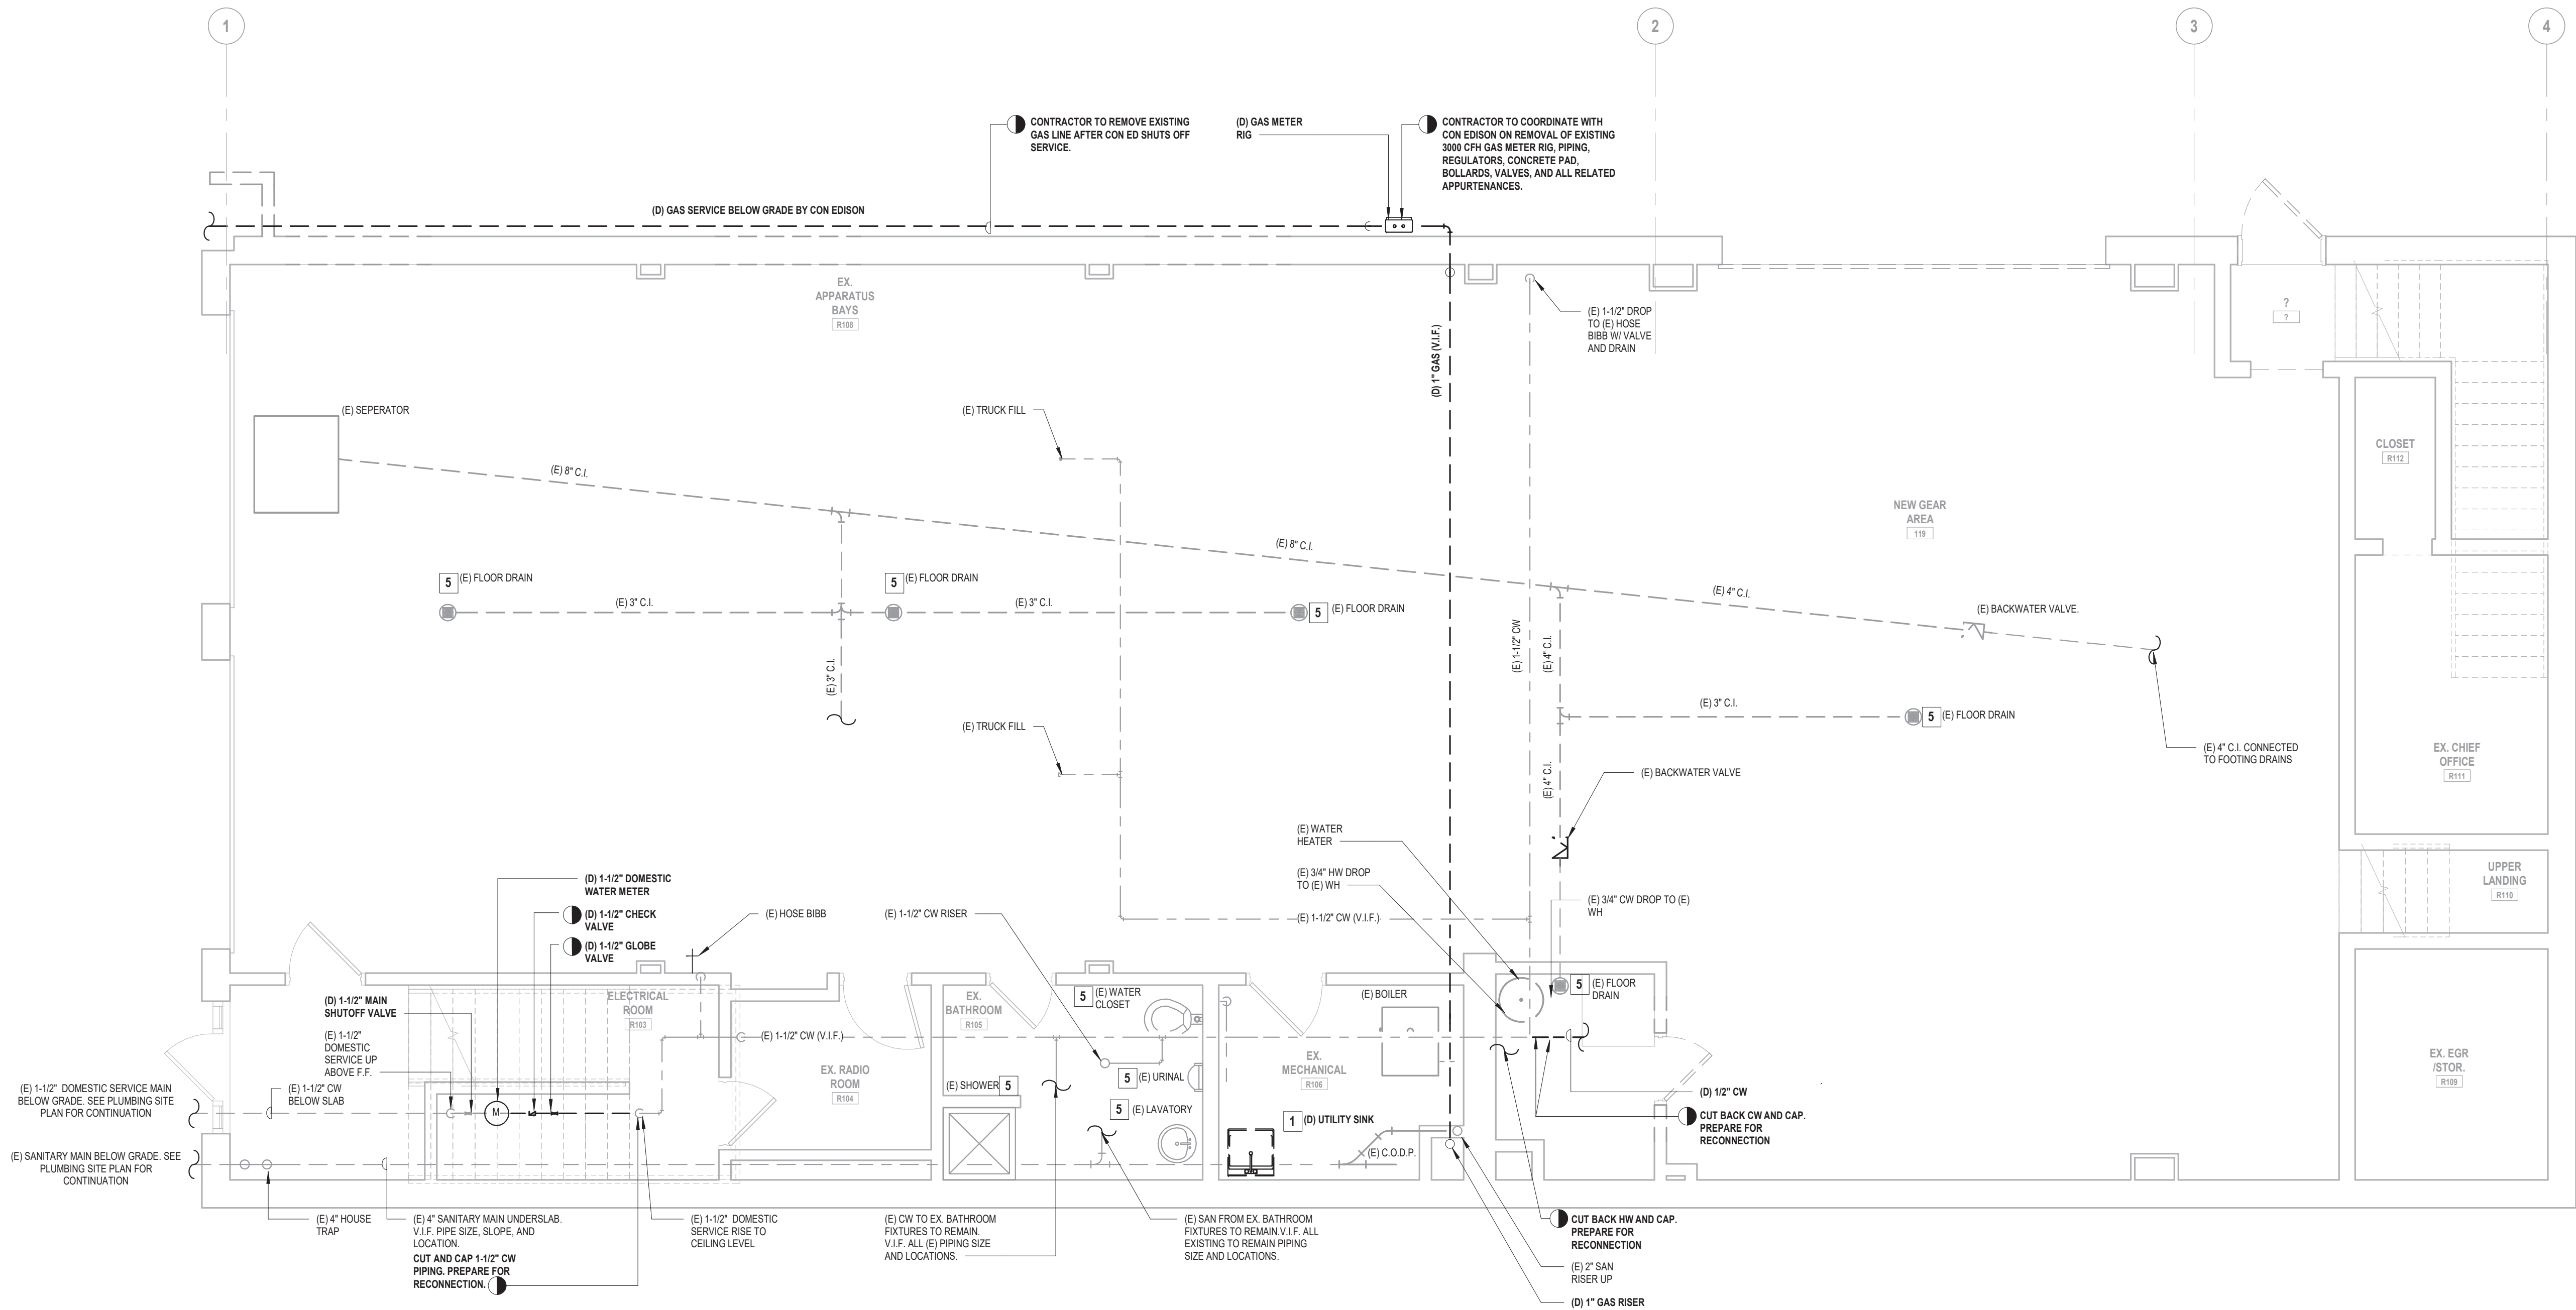 1
2
3
4
CONTRACTOR TO REMOVE EXISTING
GAS LINE AFTER CON ED SHUTS OFF
SERVICE.
(D) GAS METER
RIG
CONTRACTOR TO COORDINATE WITH
CON EDISON ON REMOVAL OF EXISTING
3000 CFH GAS METER RIG, PIPING,
REGULATORS, CONCRETE PAD,
BOLLARDS, VALVES, AND ALL RELATED
APPURTENANCES.
(D) GAS SERVICE BELOW GRADE BY CON EDISON
EX.
APPARATUS
BAYS
R108
(D) 1" GAS (V.I.F.)
(E) 1-1/2" DROP
TO (E) HOSE
BIBB W/ VALVE
AND DRAIN
?
?
(E) SEPERATOR
(E) TRUCK FILL
CLOSET
R112
(E) 8" C.I.
NEW GEAR
AREA
119
(E) 8" C.I.
5
(E) FLOOR DRAIN
5
(E) FLOOR DRAIN
(E) 3" C.I.
(E) 3" C.I.
5
(E) FLOOR DRAIN
(E) 4" C.I.
(E) BACKWATER VALVE.
(E) 1-1/2" CW
(E) 4" C.I.
(E) 3" C.I.
(E) 3" C.I.
5
(E) FLOOR DRAIN
(E) TRUCK FILL
(E) 4" C.I. CONNECTED
TO FOOTING DRAINS
EX. CHIEF
OFFICE
R111
(E) 4" C.I.
(E) BACKWATER VALVE
(E) WATER
HEATER
(E) 3/4" HW DROP
TO (E) WH
(D) 1-1/2" DOMESTIC
WATER METER
(D) 1-1/2" CHECK
VALVE
(D) 1-1/2" GLOBE
VALVE
(E) HOSE BIBB
(E) 1-1/2" CW RISER
(E) 1-1/2" CW (V.I.F.)
(E) 3/4" CW DROP TO (E)
WH
UPPER
LANDING
R110
(D) 1-1/2" MAIN
SHUTOFF VALVE
ELECTRICAL
ROOM
R103
EX.
BATHROOM
R105
5
(E) WATER
CLOSET
(E) BOILER
5
(E) FLOOR
DRAIN
(E) 1-1/2"
DOMESTIC
SERVICE UP
ABOVE F.F.
(E) 1-1/2" CW (V.I.F.)
EX. RADIO
ROOM
R104
(E) SHOWER
5
5
(E) URINAL
EX.
MECHANICAL
R106
EX. EGR
/STOR.
R109
(E) 1-1/2" DOMESTIC SERVICE MAIN
BELOW GRADE. SEE PLUMBING SITE
PLAN FOR CONTINUATION
(E) 1-1/2" CW
BELOW SLAB
M
5
(E) LAVATORY
1
(D) UTILITY SINK
(D) 1/2" CW
CUT BACK CW AND CAP.
PREPARE FOR
RECONNECTION
(E) SANITARY MAIN BELOW GRADE. SEE
PLUMBING SITE PLAN FOR
CONTINUATION
(E) C.O.D.P.
(E) 4" HOUSE
TRAP
(E) 4" SANITARY MAIN UNDERSLAB.
V.I.F. PIPE SIZE, SLOPE, AND
LOCATION.
CUT AND CAP 1-1/2" CW
PIPING. PREPARE FOR
RECONNECTION.
(E) 1-1/2" DOMESTIC
SERVICE RISE TO
CEILING LEVEL
(E) CW TO EX. BATHROOM
FIXTURES TO REMAIN.
V.I.F. ALL (E) PIPING SIZE
AND LOCATIONS.
(E) SAN FROM EX. BATHROOM
FIXTURES TO REMAIN.V.I.F. ALL
EXISTING TO REMAIN PIPING
SIZE AND LOCATIONS.
CUT BACK HW AND CAP.
PREPARE FOR
RECONNECTION
(E) 2" SAN
RISER UP
(D) 1" GAS RISER